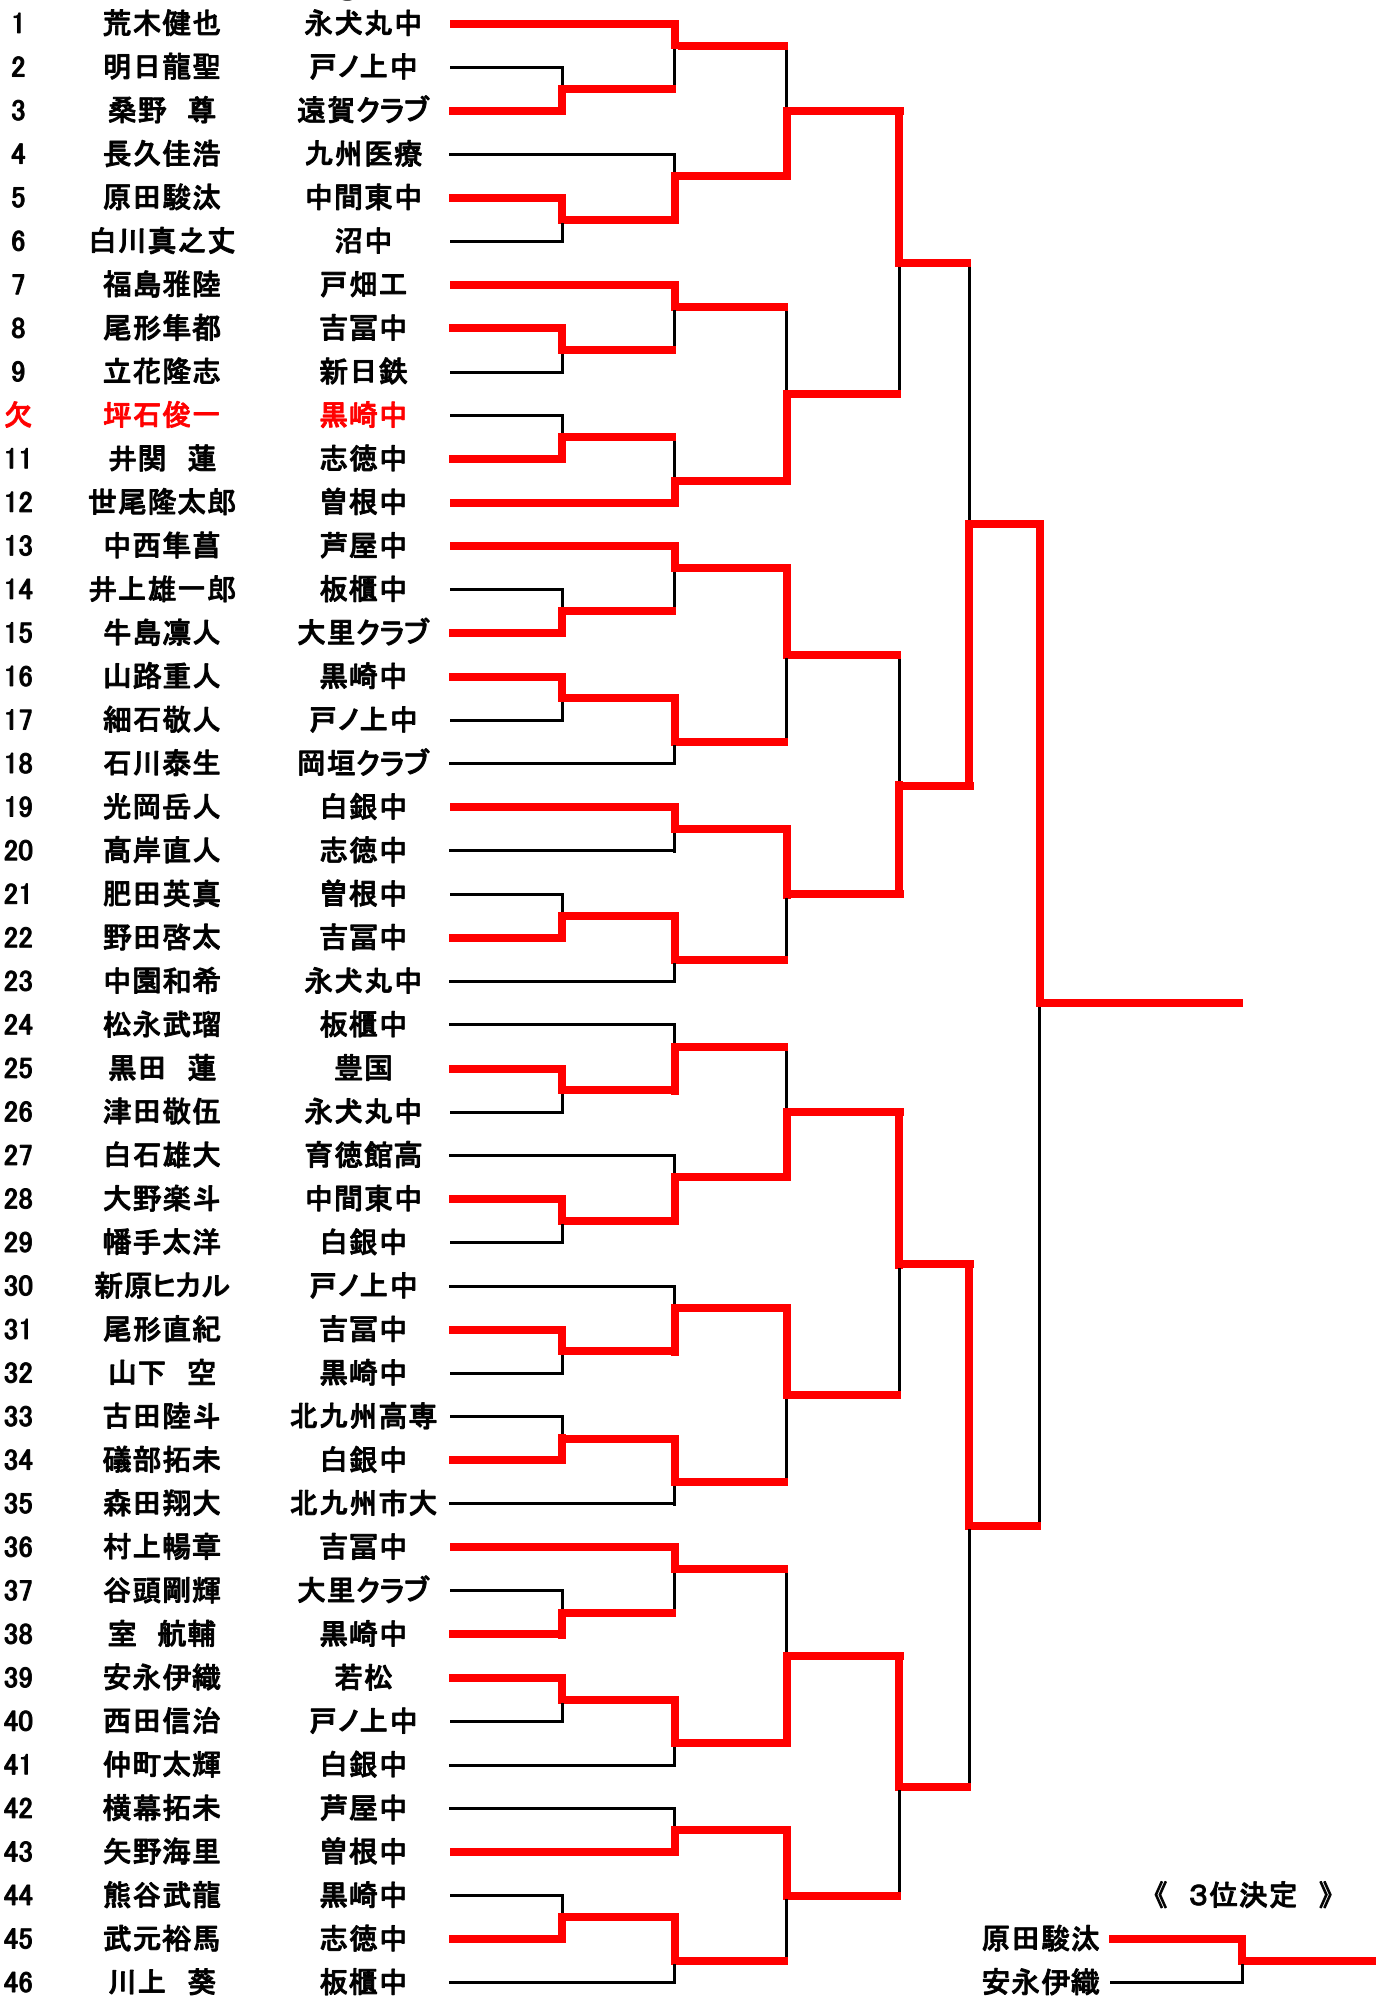 1 荒木健也 永犬丸中
2 明日龍聖 戸ノ上中
3 桑野 尊 遠賀クラブ
4 長久佳浩 九州医療
5 原田駿汰 中間東中
6 白川真之丈 沼中
7 福島雅陸 戸畑工
8 尾形隼都 吉冨中
9 立花隆志 新日鉄
欠 坪石俊一 黒崎中
11 井関 蓮 志徳中
12 世尾隆太郎 曽根中
13 中西隼菖 芦屋中
14 井上雄一郎 板櫃中
15 牛島凛人 大里クラブ
16 山路重人 黒崎中
17 細石敬人 戸ノ上中
18 石川泰生 岡垣クラブ
19 光岡岳人 白銀中
20 髙岸直人 志徳中
21 肥田英真 曽根中
22 野田啓太 吉冨中
23 中園和希 永犬丸中
24 松永武瑠 板櫃中
25 黒田 蓮 豊国
26 津田敬伍 永犬丸中
27 白石雄大 育徳館高
28 大野楽斗 中間東中
29 幡手太洋 白銀中
30 新原ヒカル 戸ノ上中
31 尾形直紀 吉冨中
32 山下 空 黒崎中
33 古田陸斗 北九州高専
34 礒部拓未 白銀中
35 森田翔大 北九州市大
36 村上暢章 吉冨中
37 谷頭剛輝 大里クラブ
38 室 航輔 黒崎中
39 安永伊織 若松
40 西田信治 戸ノ上中
41 仲町太輝 白銀中
42 横幕拓未 芦屋中
43 矢野海里 曽根中
44 熊谷武龍 黒崎中
45 武元裕馬 志徳中
46 川上 葵 板櫃中
《 3位決定 》
原田駿汰
安永伊織